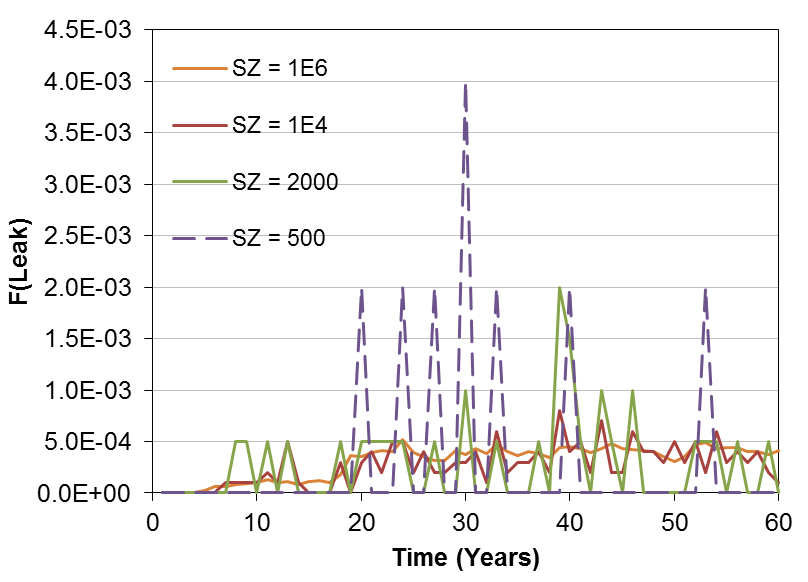 4.5E-03
4.0E-03
3.5E-03
3.0E-03
2.5E-03
2.0E-03
1.5E-03
1.0E-03
5.0E-04
0.0E+00
F(Leak)
SZ = 1E6
SZ = 1E4
SZ = 2000
SZ = 500
0 10 20 30 40 50 60
Time (Years)